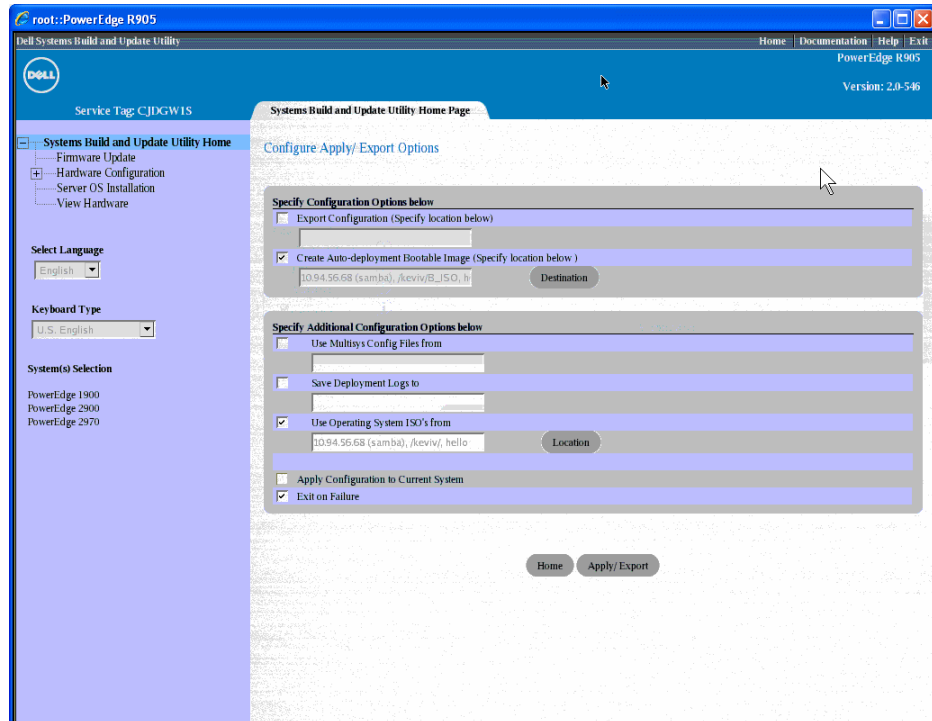 root::PowerEdge R905
Dell Systems Build and Update Utility
Home | Documentation | Help | Exit
DELL
PowerEdge R905
Version: 2.0-546
Service Tag: CJDGW1S
Systems Build and Update Utility Home Page
Systems Build and Update Utility Home
Firmware Update
Hardware Configuration
Server OS Installation
View Hardware
Select Language
English
Keyboard Type
U.S. English
System(s) Selection
PowerEdge 1900
PowerEdge 2900
PowerEdge 2970
Configure Apply/ Export Options
Specify Configuration Options below
Export Configuration (Specify location below)
Create Auto-deployment Bootable Image (Specify location below )
10.94.56.68 (samba), /keviv/B_ISO, h
Destination
Specify Additional Configuration Options below
Use Multisys Config Files from
Save Deployment Logs to
Use Operating System ISO's from
10.94.56.68 (samba), /keviv/, hello
Location
Apply Configuration to Current System
Exit on Failure
Home
Apply/ Export